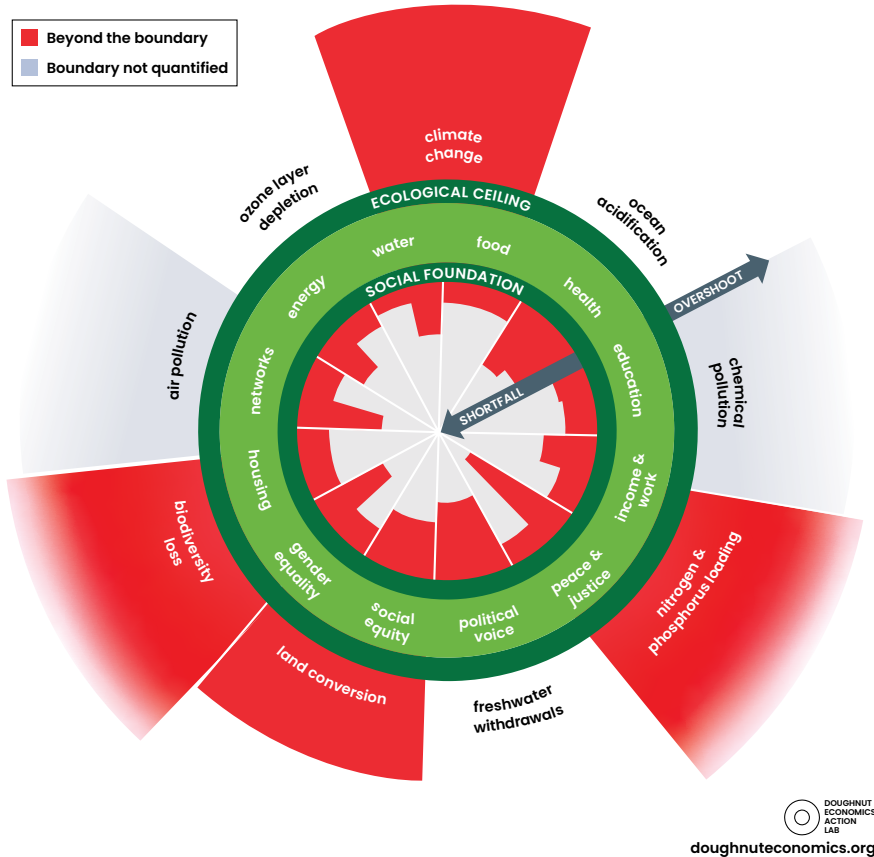 Beyond the boundary
Boundary not quantified
climate
change
ozone layer
depletion
ECOLOGICAL CEILING
ocean
acidification
water
food
energy
SOCIAL FOUNDATION
health
OVERSHOOT
air pollution
networks
education
chemical
pollution
SHORTFALL
housing
income &
work
biodiversity
loss
gender
equality
peace &
justice
nitrogen &
phosphorus loading
social
equity
political
voice
land conversion
freshwater
withdrawals
DOUGHNUT
ECONOMICS
ACTION
LAB
doughnuteconomics.org